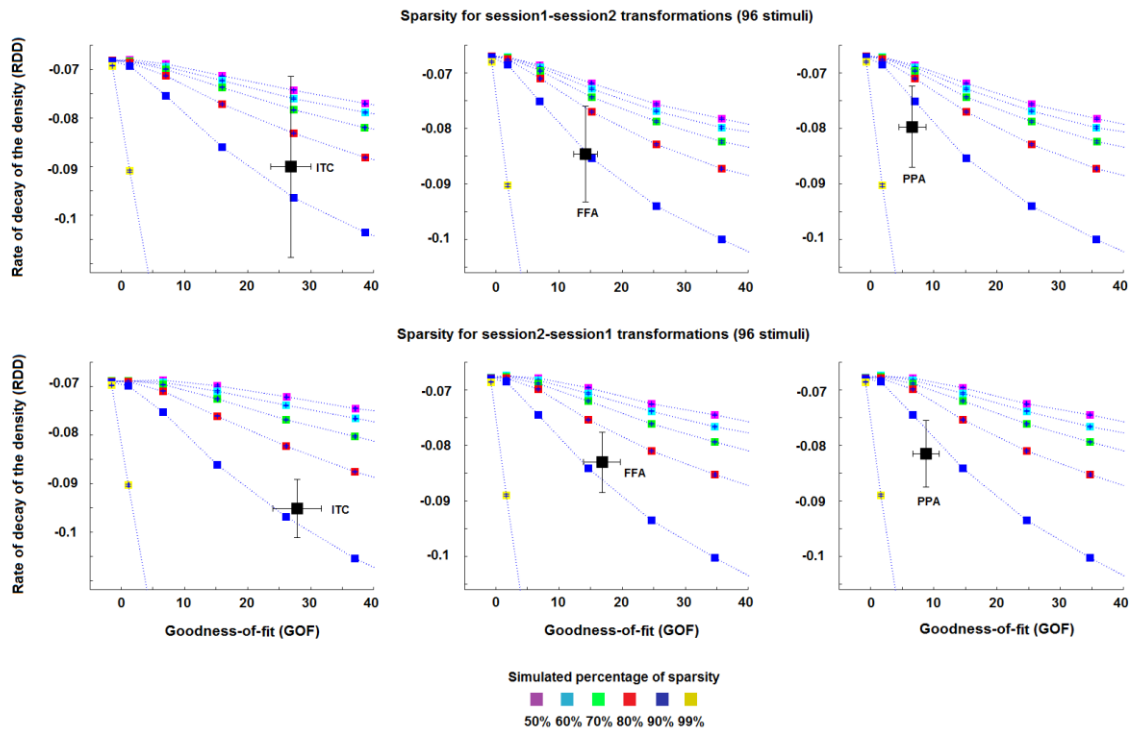 Sparsity for session1-session2 transformations (96 stimuli)
Rate of decay of the density (RDD)
-0.07
-0.08
-0.09
-0.1
ITC
0 10 20 30 40
-0.07
-0.08
-0.09
-0.1
FFA
0 10 20 30 40
-0.07
-0.08
-0.09
-0.1
PPA
0 10 20 30 40
Sparsity for session2-session1 transformations (96 stimuli)
Rate of decay of the density (RDD)
-0.07
-0.08
-0.09
-0.1
ITC
0 10 20 30 40
Goodness-of-fit (GOF)
-0.07
-0.08
-0.09
-0.1
FFA
0 10 20 30 40
Goodness-of-fit (GOF)
-0.07
-0.08
-0.09
-0.1
PPA
0 10 20 30 40
Goodness-of-fit (GOF)
Simulated percentage of sparsity
50% 60% 70% 80% 90% 99%